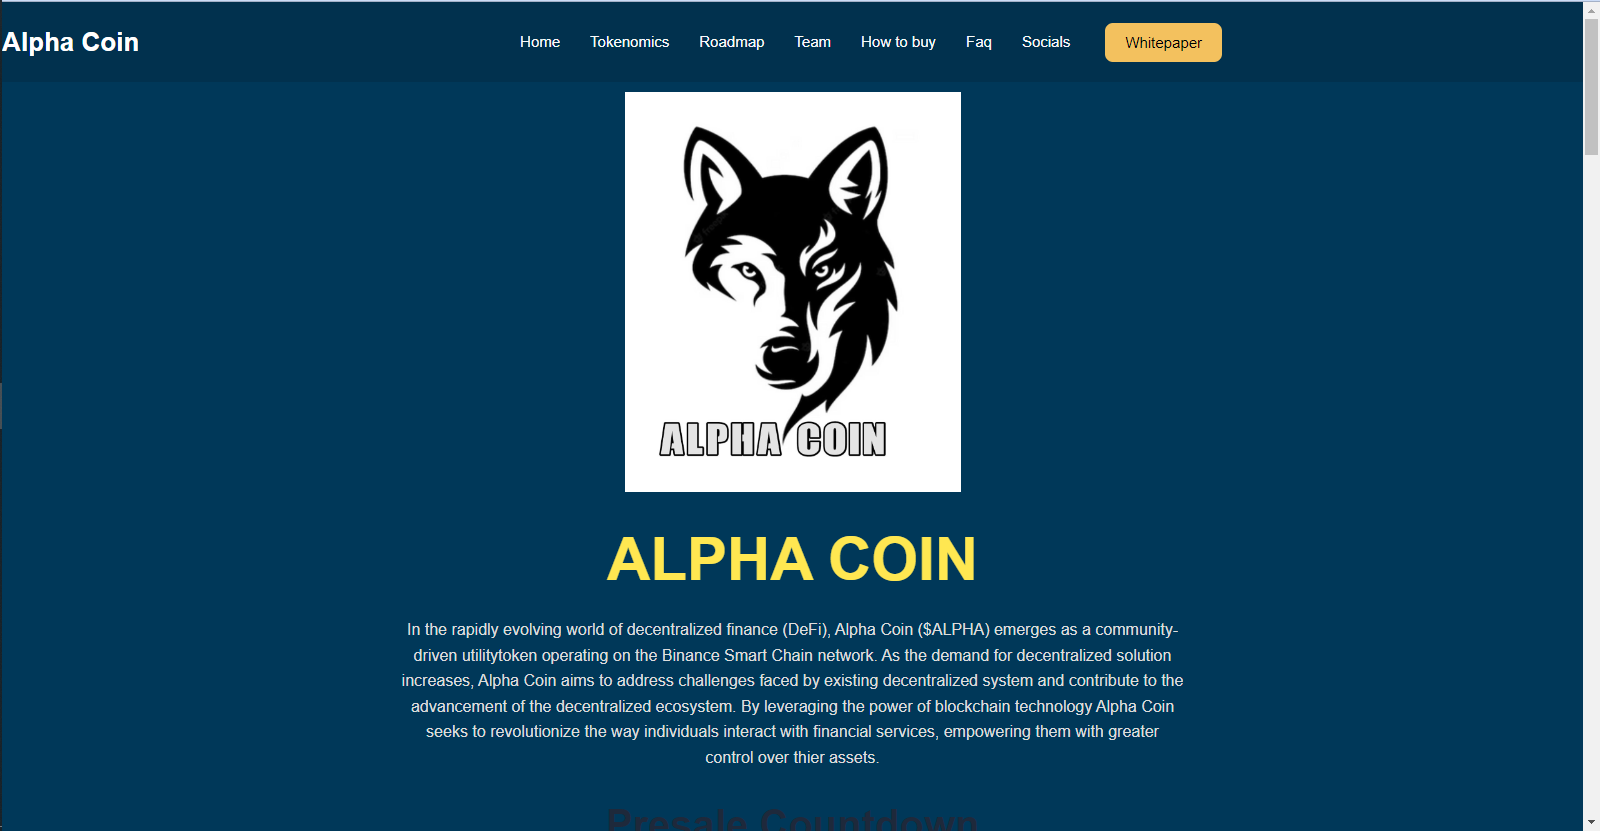 Alpha Coin
Home Tokenomics Roadmap Team How to buy Faq Socials Whitepaper
ALPHA COIN
ALPHA COIN
In the rapidly evolving world of decentralized finance (DeFi), Alpha Coin ($ALPHA) emerges as a community-
driven utilitytoken operating on the Binance Smart Chain network. As the demand for decentralized solution
increases, Alpha Coin aims to address challenges faced by existing decentralized system and contribute to the
advancement of the decentralized ecosystem. By leveraging the power of blockchain technology Alpha Coin
seeks to revolutionize the way individuals interact with financial services, empowering them with greater
control over thier assets.
Presale Countdown